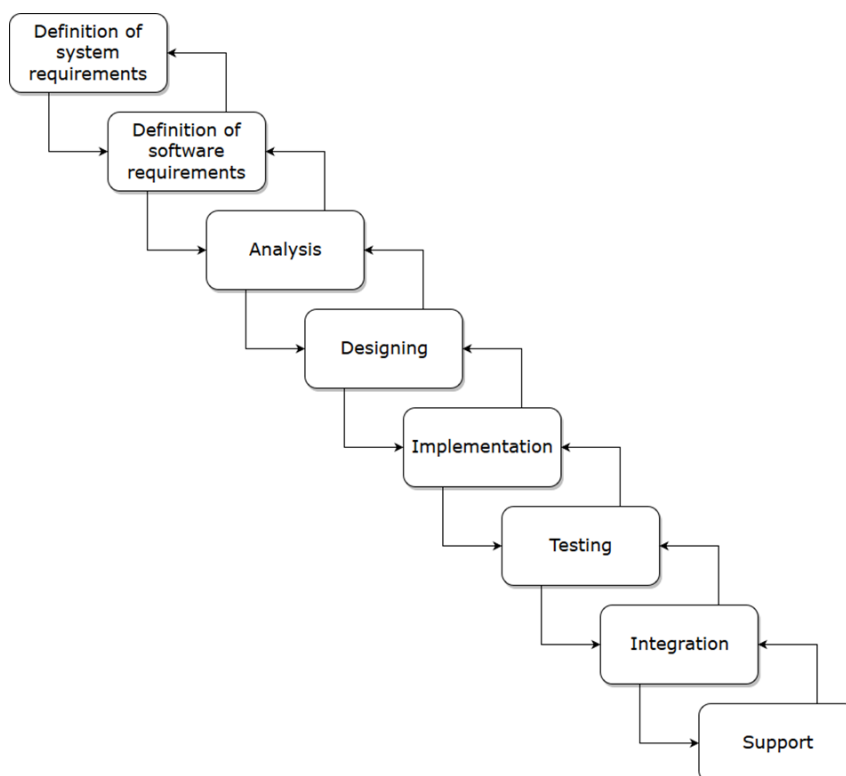 Definition of
system
requirements
Definition of
software
requirements
Analysis
Designing
Implementation
Testing
Integration
Support